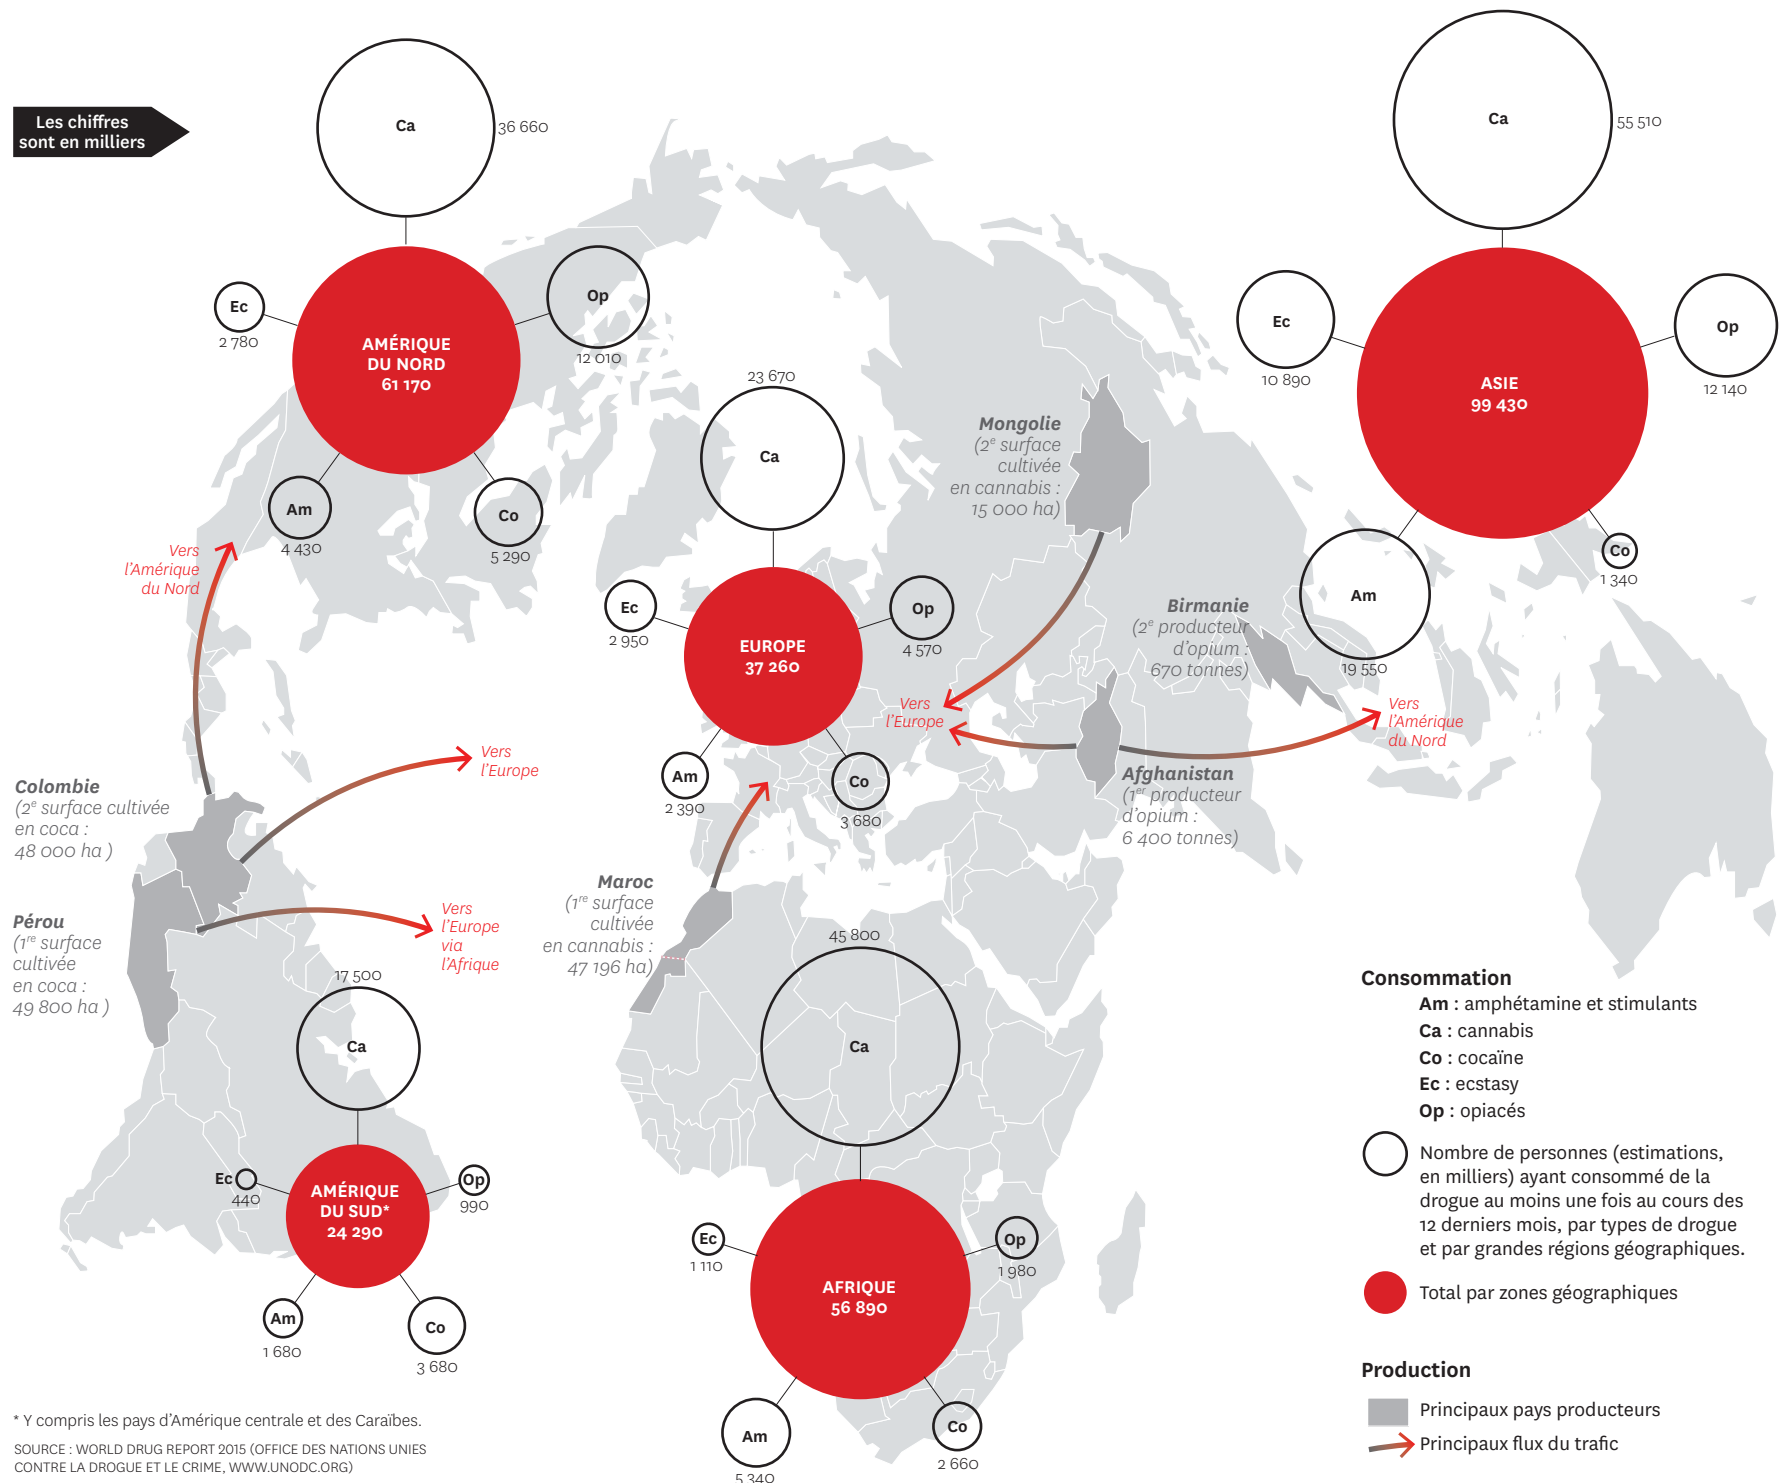 Les chiffres
sont en milliers
Ca
36 660
Ec
2 780
Op
12 010
AMÉRIQUE
DU NORD
61 170
Am
4 430
Co
5 290
Ca
55 510
Ec
10 890
Op
12 140
ASIE
99 430
Am
19 550
Co
1 340
23 670
Ca
Ec
2 950
Op
4 570
EUROPE
37 260
Am
2 390
Co
3 680
Mongolie
(2e surface
cultivée
en cannabis :
15 000 ha)
Birmanie
(2e producteur
d'opium :
670 tonnes)
Vers
l'Amérique
du Nord
Vers
l'Europe
Vers
l'Amérique
du Nord
Afghanistan
(1er producteur
d'opium :
6 400 tonnes)
Vers
l'Europe
Colombie
(2e surface cultivée
en coca :
48 000 ha )
Pérou
(1re surface
cultivée
en coca :
49 800 ha )
Vers
l'Europe
via
l'Afrique
Maroc
(1re surface
cultivée
en cannabis :
47 196 ha)
17 500
Ca
Ec
440
Op
990
AMÉRIQUE
DU SUD*
24 290
Am
1 680
Co
3 680
45 800
Ca
Ec
1 110
Op
1 980
AFRIQUE
56 890
Am
5 340
Co
2 660
Consommation
Am : amphétamine et stimulants
Ca : cannabis
Co : cocaïne
Ec : ecstasy
Op : opiacés
Nombre de personnes (estimations,
en milliers) ayant consommé de la
drogue au moins une fois au cours des
12 derniers mois, par types de drogue
et par grandes régions géographiques.
Total par zones géographiques
Production
Principaux pays producteurs
Principaux flux du trafic
* Y compris les pays d'Amérique centrale et des Caraïbes.
SOURCE : WORLD DRUG REPORT 2015 (OFFICE DES NATIONS UNIES
CONTRE LA DROGUE ET LE CRIME, WWW.UNODC.ORG)